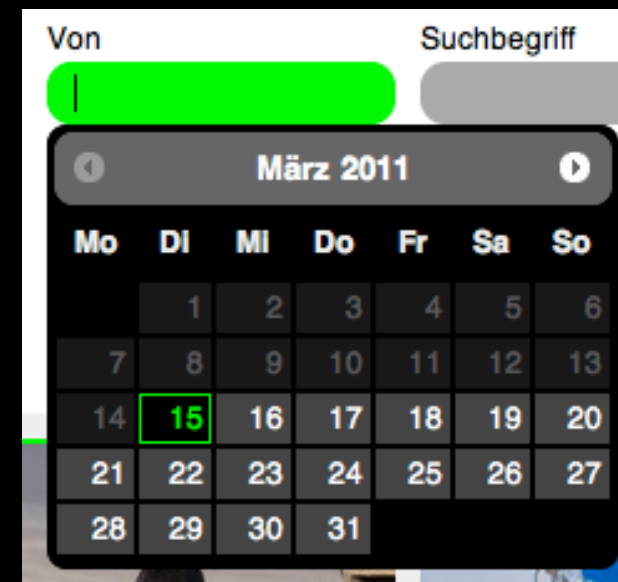 Von Suchbegriff
März 2011
Mo Di Mi Do Fr Sa So
1 2 3 4 5 6
7 8 9 10 11 12 13
14 15 16 17 18 19 20
21 22 23 24 25 26 27
28 29 30 31